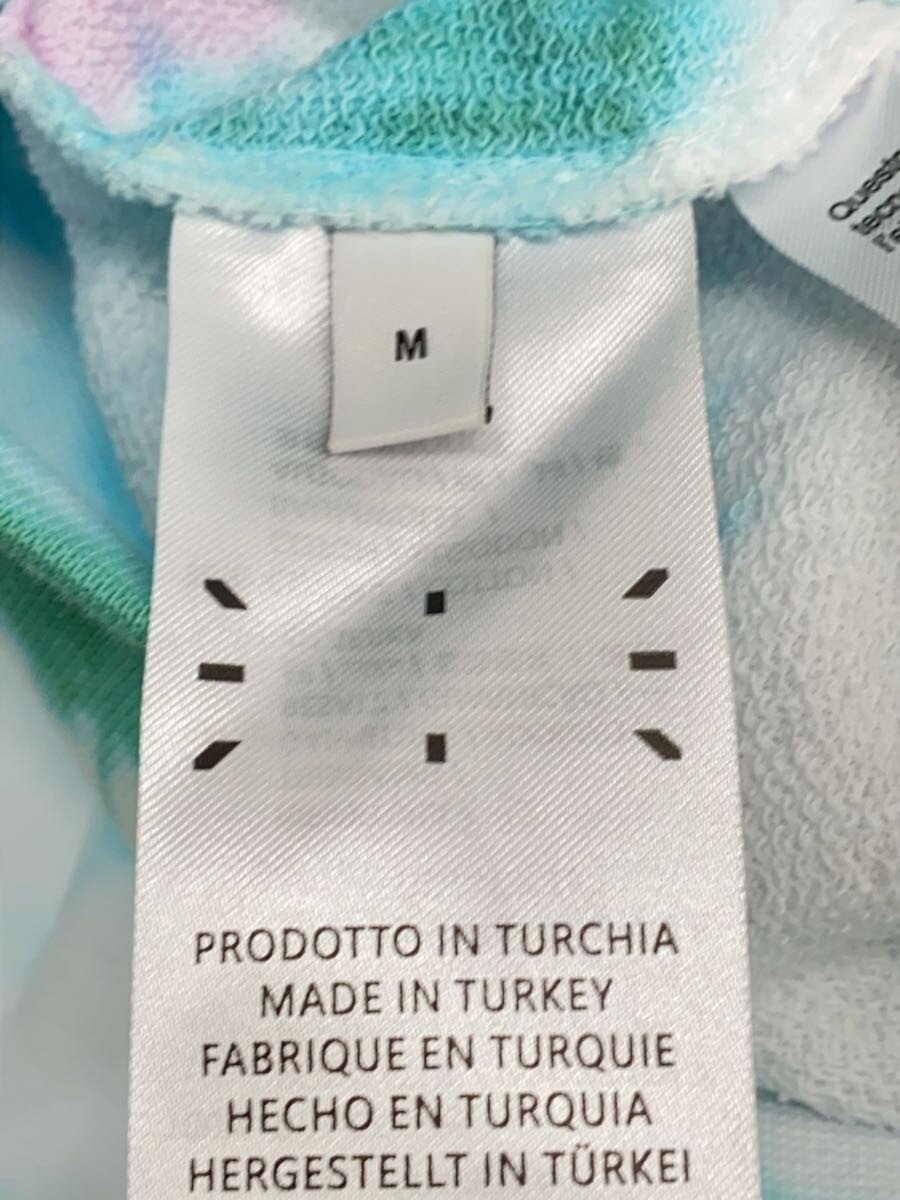 M
PRODOTTO IN TURCHIA
MADE IN TURKEY
FABRIQUE EN TURQUIE
HECHO EN TURQUIA
HERGESTELLT IN TÜRKEI